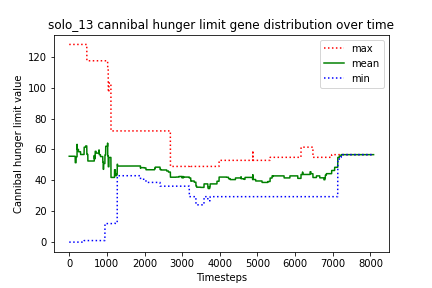 solo_13 cannibal hunger limit gene distribution over time
Cannibal hunger limit value
120
100
80
60
40
20
0
max
mean
min
0
1000
2000
3000
4000
5000
6000
7000
8000
Timesteps